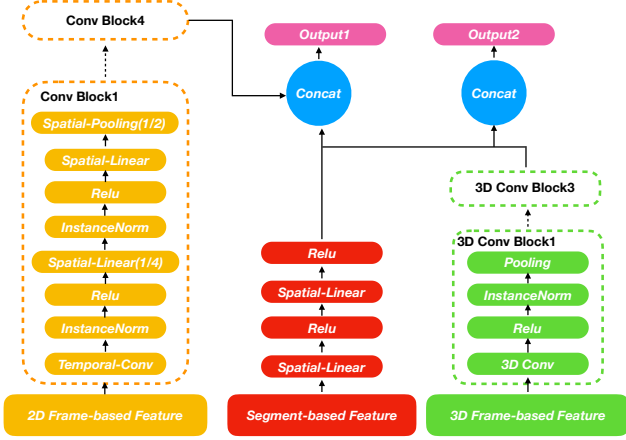 Conv Block4
Output1
Output2
Concat
Concat
Conv Block1
Spatial-Pooling(1/2)
Spatial-Linear
Relu
InstanceNorm
Spatial-Linear(1/4)
Relu
InstanceNorm
Temporal-Conv
2D Frame-based Feature
Relu
Spatial-Linear
Relu
Spatial-Linear
Segment-based Feature
3D Conv Block3
3D Conv Block1
Pooling
InstanceNorm
Relu
3D Conv
3D Frame-based Feature